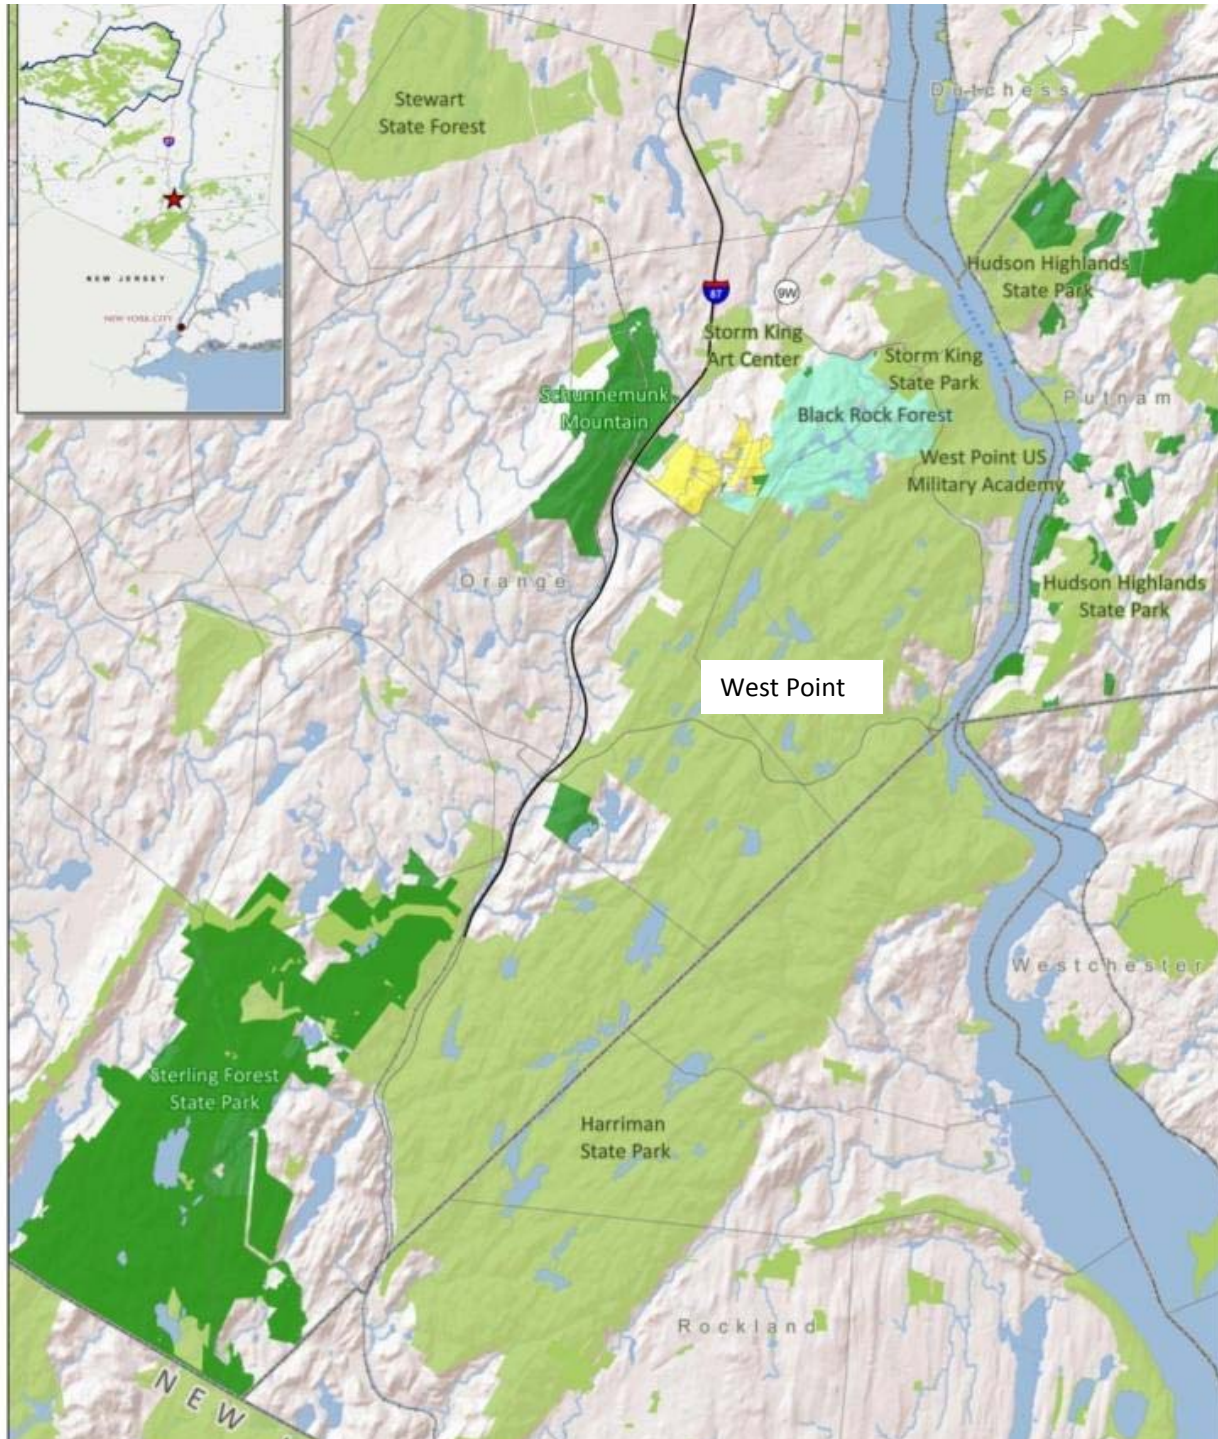 Stewart
State Forest
Dutchess
87
NEW JERSEY
NEW YORK CITY
Hudson Highlands
State Park
87
9W
Storm King
Art Center
Storm King
State Park
Schunnemunk
Mountain
Putnam
Black Rock Forest
West Point US
Military Academy
Orange
Hudson Highlands
State Park
West Point
Westchester
Sterling Forest
State Park
Harriman
State Park
Rockland
NEW